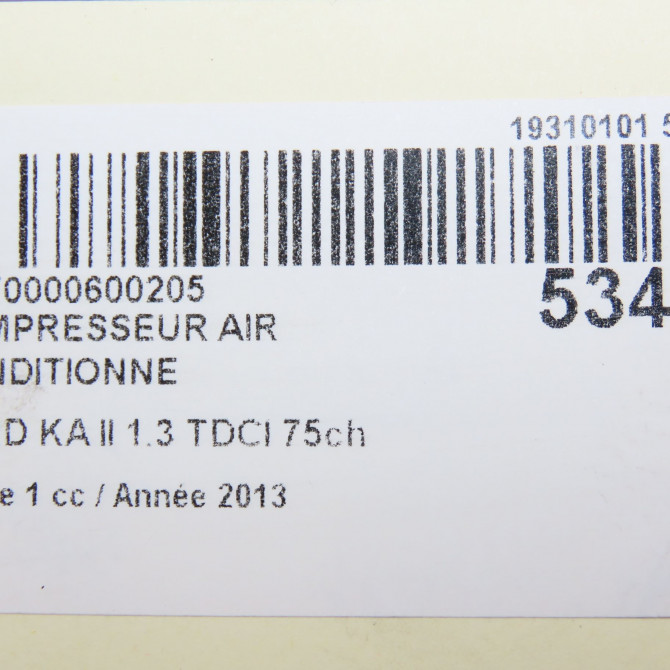 19310101 5
70000600205
534
MPRESSEUR AIR
NDITIONNE
D KA II 1.3 TDCI 75ch
e 1 cc / Année 2013